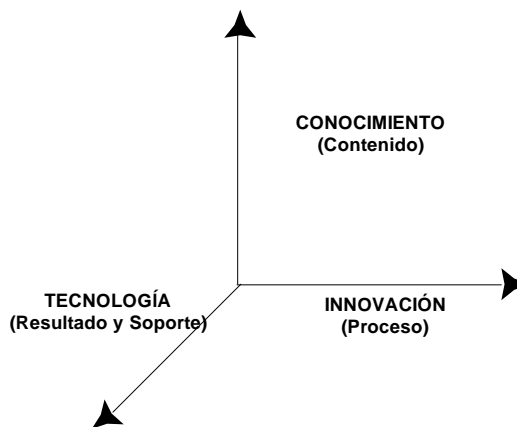 CONOCIMIENTO
(Contenido)
TECNOLOGÍA
(Resultado y Soporte)
INNOVACIÓN
(Proceso)